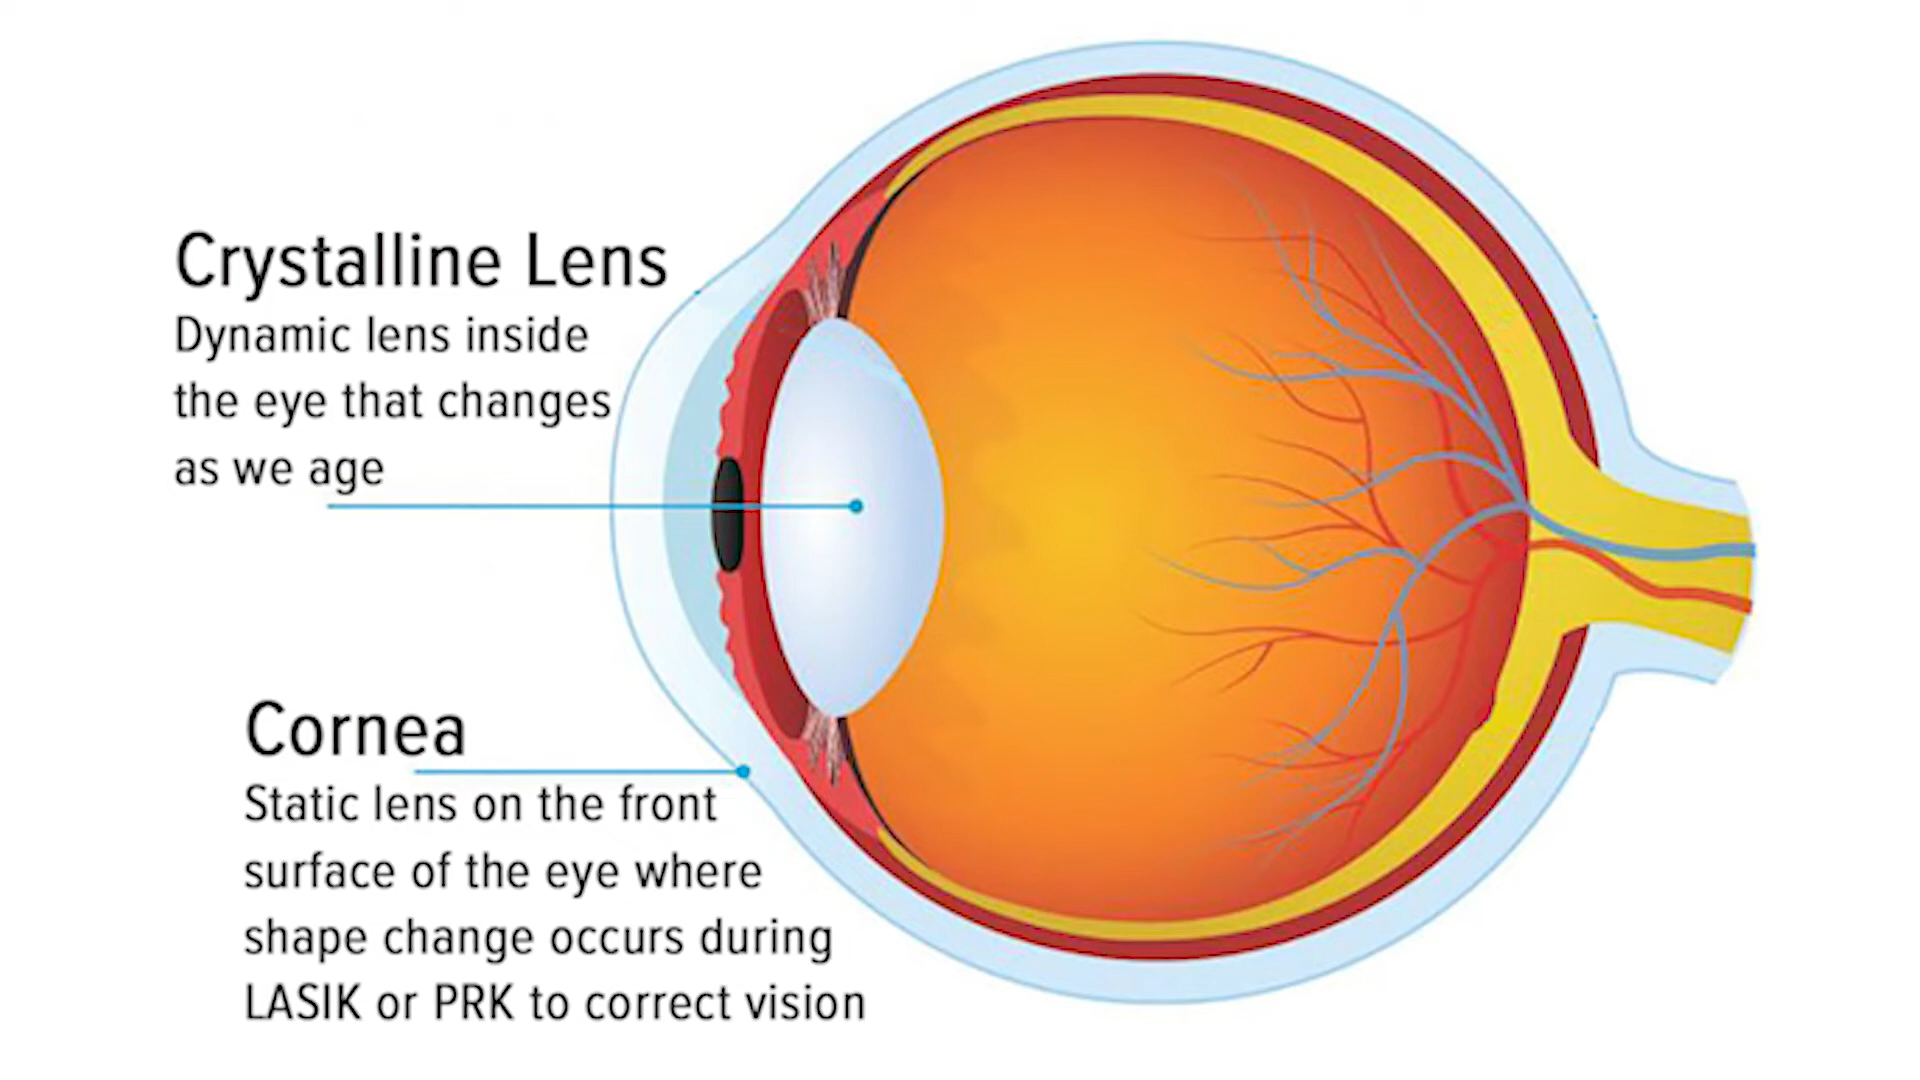 Crystalline Lens
Dynamic lens inside
the eye that changes
as we age
Cornea
Static lens on the front
surface of the eye where
shape change occurs during
LASIK or PRK to correct vision